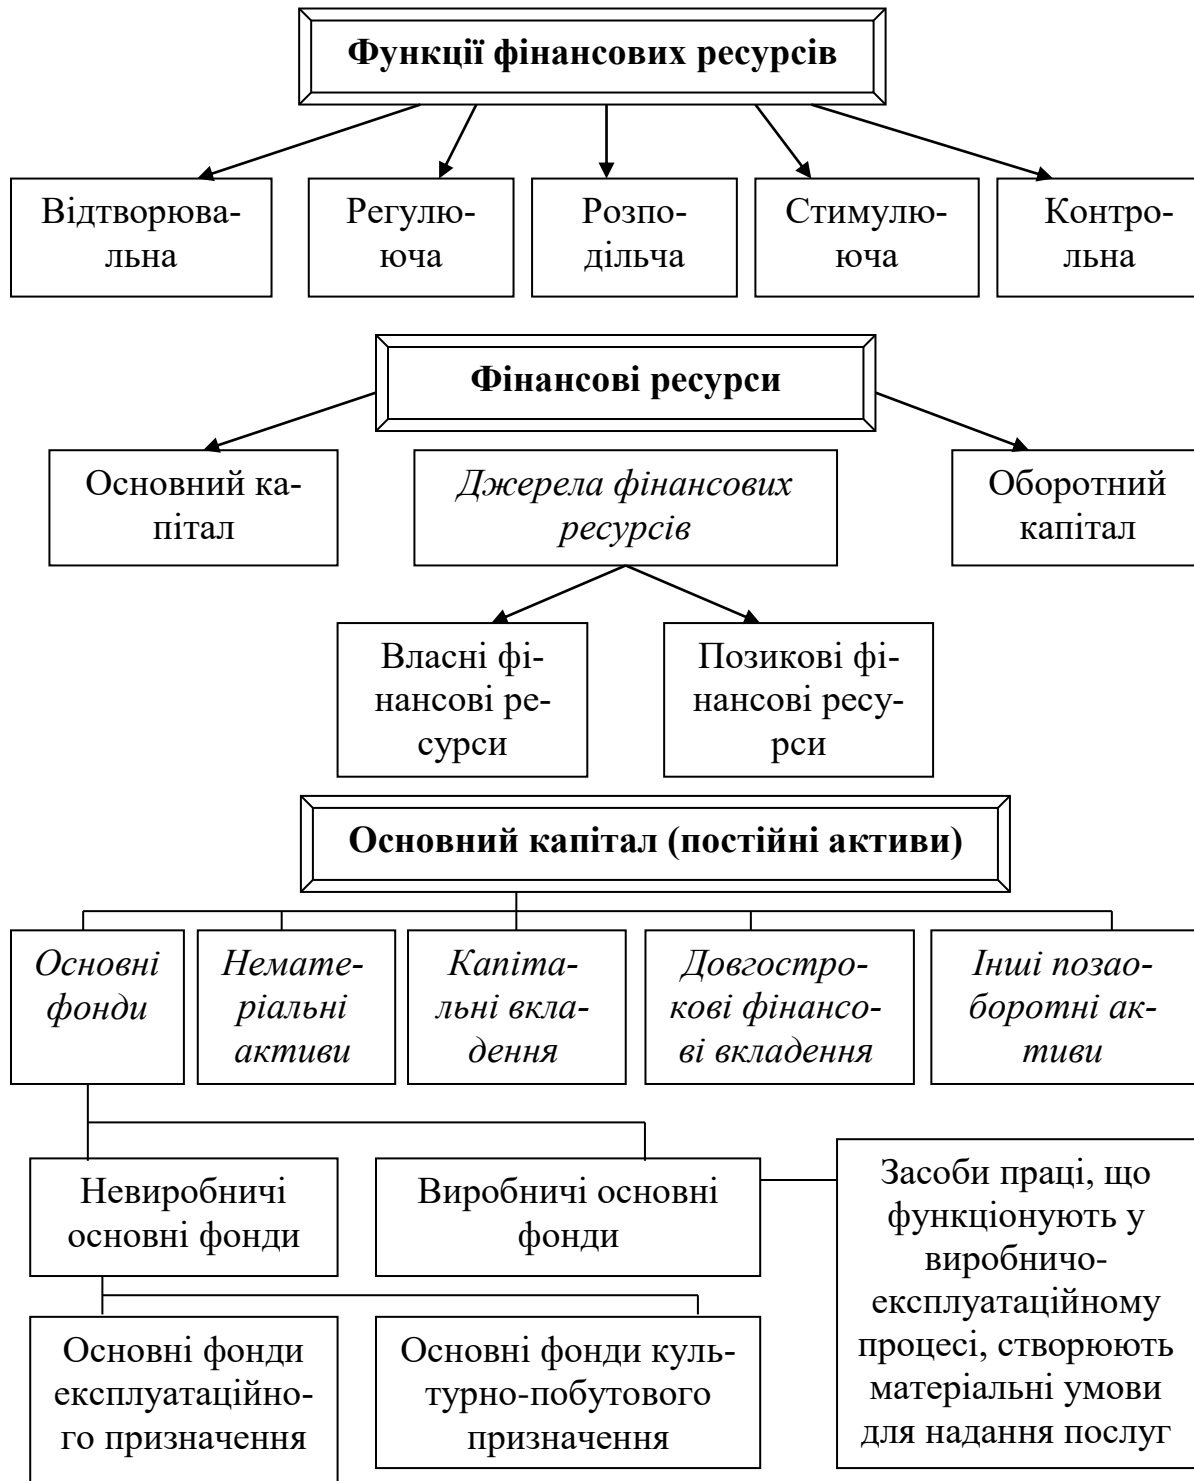 Функції фінансових ресурсів
Відтворюва-
льна
Регулю-
юча
Розпо-
дільча
Стимулю-
юча
Контро-
льна
Фінансові ресурси
Основний ка-
пітал
Джерела фінансових
ресурсів
Оборотний
капітал
Власні фі-
нансові ре-
сурси
Позикові фі-
нансові ресу-
рси
Основний капітал (постійні активи)
Основні
фонди
Немате-
ріальні
активи
Капіта-
льні вкла-
дення
Довгостро-
кові фінансо-
ві вкладення
Інші позао-
боротні ак-
тиви
Невиробничі
основні фонди
Виробничі основні
фонди
Засоби праці, що
функціонують у
виробничо-
експлуатаційному
процесі, створюють
матеріальні умови
для надання послуг
Основні фонди
експлуатаційно-
го призначення
Основні фонди куль-
турно-побутового
призначення